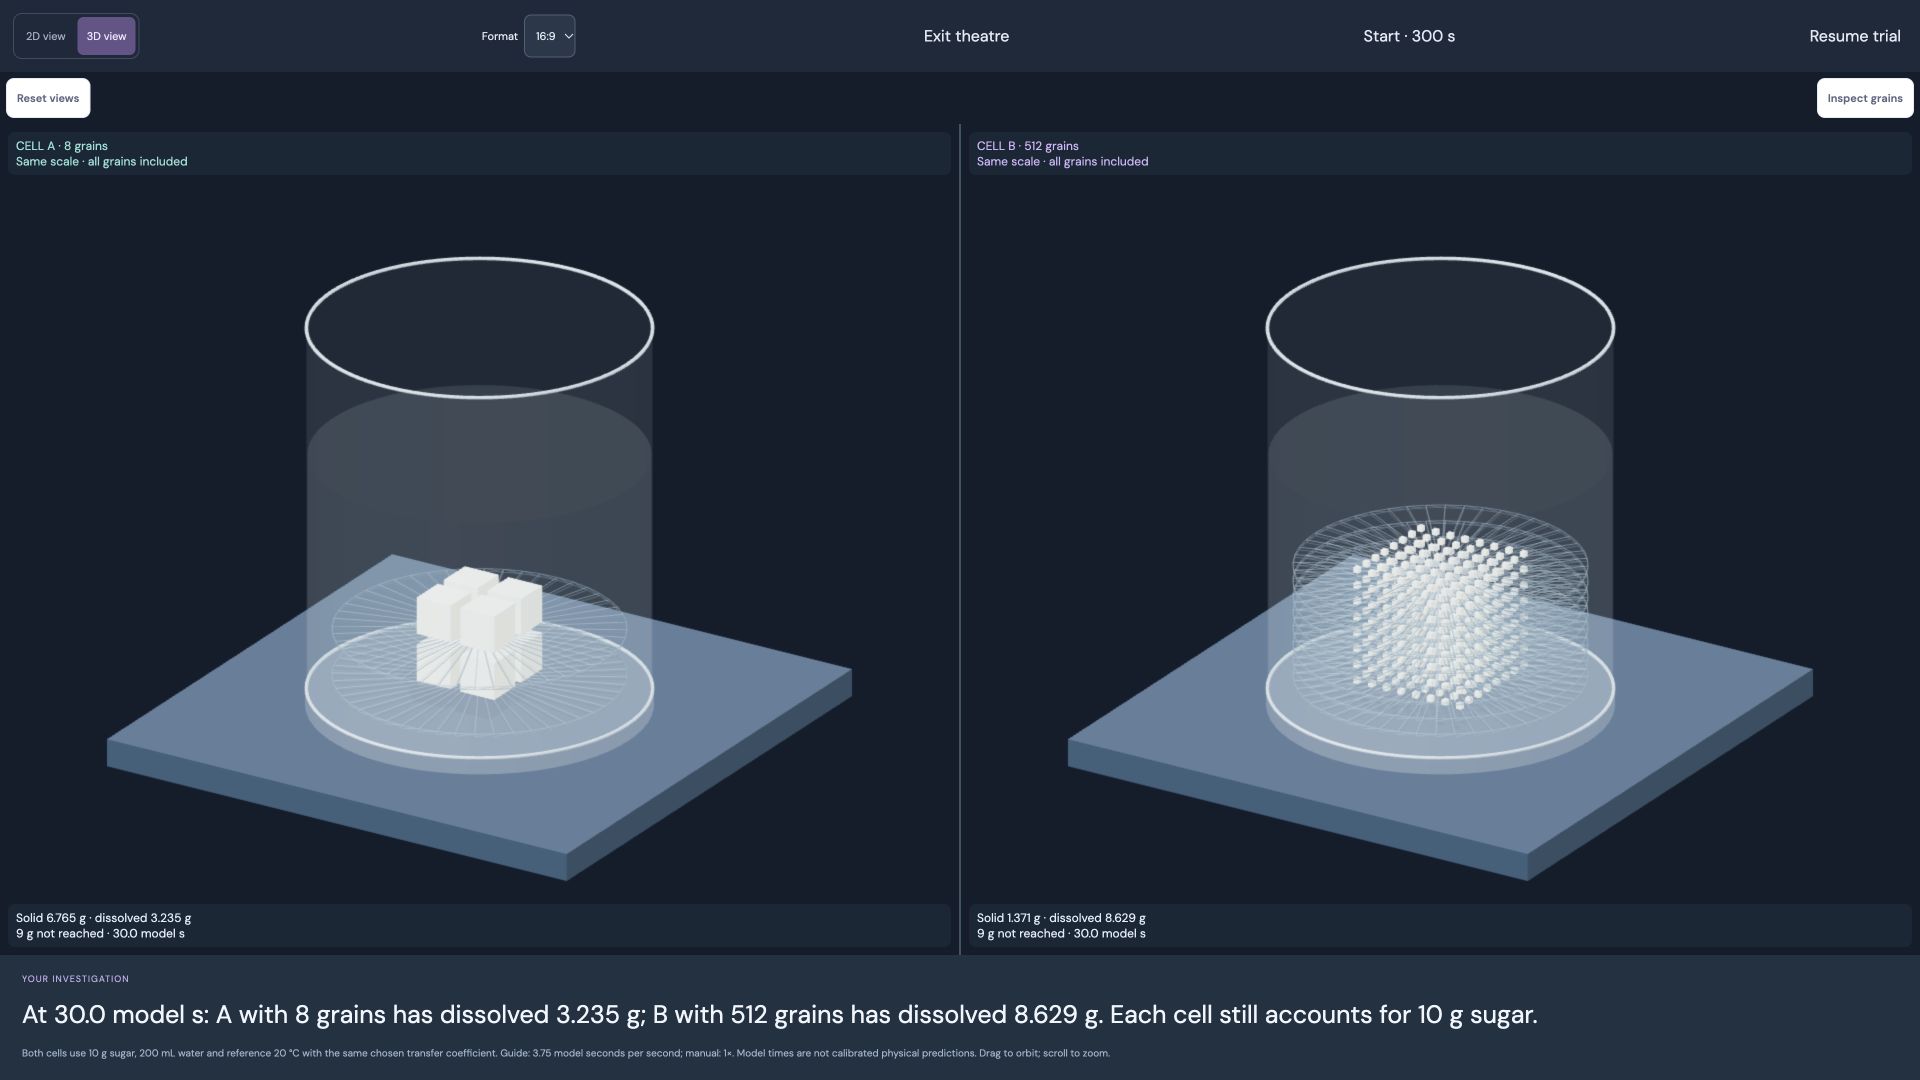 2D view
3D view
Format
16:9
Exit theatre
Start · 300 s
Resume trial
Reset views
Inspect grains
CELL A · 8 grains
Same scale · all grains included
CELL B · 512 grains
Same scale · all grains included
Solid 6.765 g · dissolved 3.235 g
9 g not reached · 30.0 model s
Solid 1.371 g · dissolved 8.629 g
9 g not reached · 30.0 model s
YOUR INVESTIGATION
At 30.0 model s: A with 8 grains has dissolved 3.235 g; B with 512 grains has dissolved 8.629 g. Each cell still accounts for 10 g sugar.
Both cells use 10 g sugar, 200 mL water and reference 20 °C with the same chosen transfer coefficient. Guide: 3.75 model seconds per second; manual: 1×. Model times are not calibrated physical predictions. Drag to orbit; scroll to zoom.